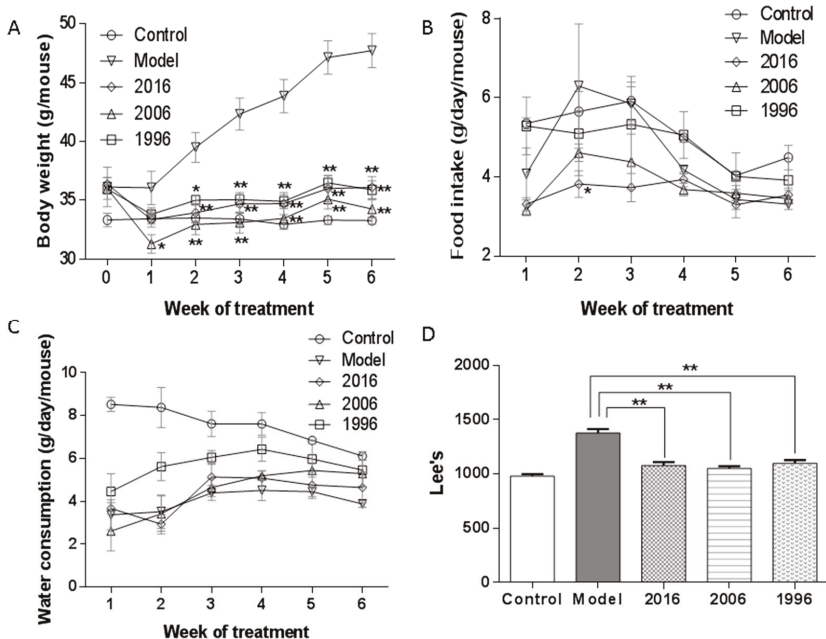 A
Control
Model
2016
2006
1996
Body weight (g/mouse)
50
45
40
35
30
** **
* ** **
** ** ** ** **
* ** ** ** **
0 1 2 3 4 5 6
Week of treatment
B
Control
Model
2016
2006
1996
Food intake (g/day/mouse)
8
6
4
2
*
1 2 3 4 5 6
Week of treatment
C
Control
Model
2016
2006
1996
Water consumption (g/day/mouse)
10
8
6
4
2
0
1 2 3 4 5 6
Week of treatment
D
Lee's
2000
1500
1000
500
0
**
**
**
Control Model 2016 2006 1996